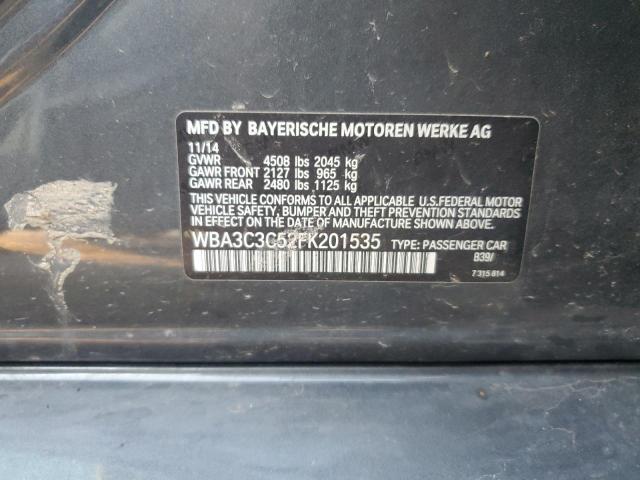 MFD BY BAYERISCHE MOTOREN WERKE AG
11/14
GVWR 4508 lbs 2045 kg
GAWR FRONT 2127 lbs 965 kg
GAWR REAR 2480 lbs 1125 kg
THIS VEHICLE CONFORMS TO ALL APPLICABLE U.S.FEDERAL MOTOR
VEHICLE SAFETY, BUMPER, AND THEFT PREVENTION STANDARDS
IN EFFECT ON THE DATE OF MANUFACTURE SHOWN ABOVE.
WBA3C3C52FK201535 TYPE: PASSENGER CAR
B39/
7 315 814